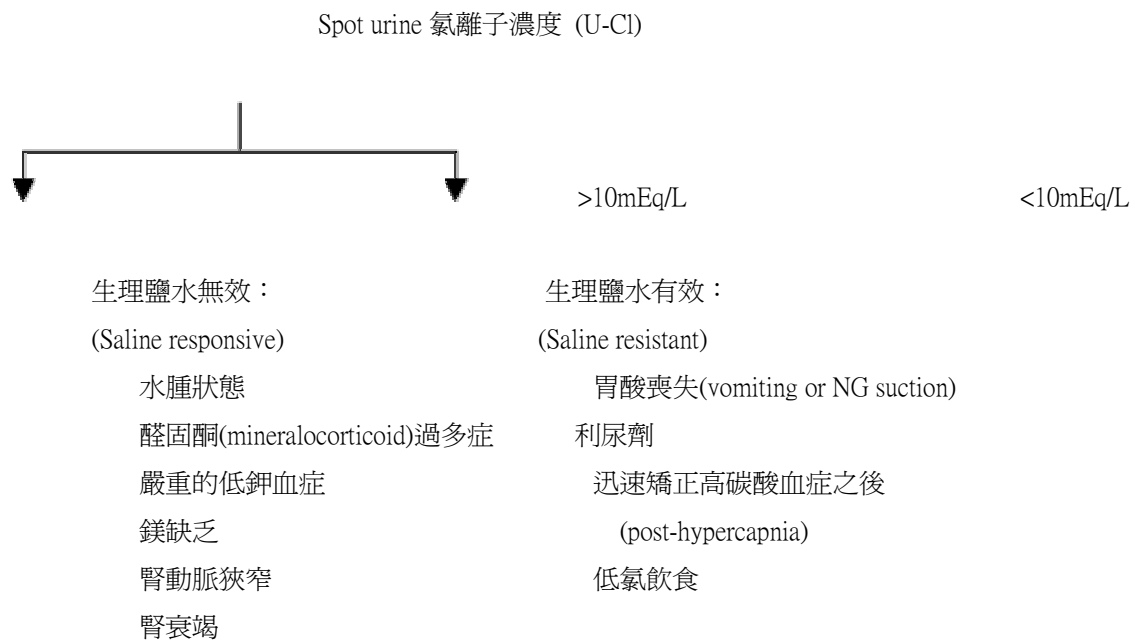 Spot urine 氯離子濃度 (U-Cl)
>10mEq/L <10mEq/L
生理鹽水無效： 生理鹽水有效：
(Saline responsive) (Saline resistant)
水腫狀態 胃酸喪失(vomiting or NG suction)
醛固酮(mineralocorticoid)過多症 利尿劑
嚴重的低鉀血症 迅速矯正高碳酸血症之後
鎂缺乏 (post-hypercapnia)
腎動脈狹窄 低氯飲食
腎衰竭